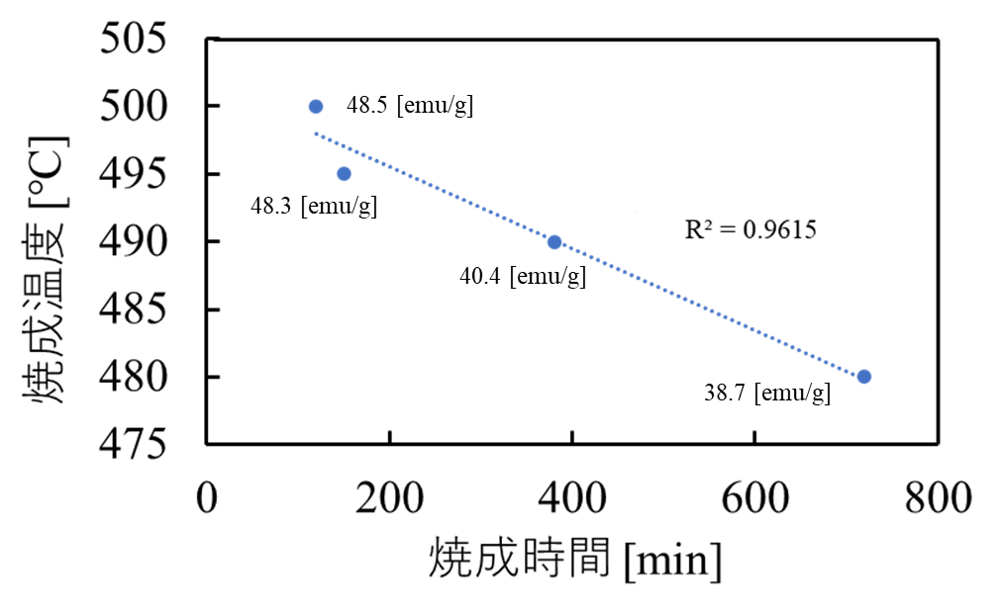 505
500
495
490
485
480
475
焼成温度 [°C]
48.5 [emu/g]
48.3 [emu/g]
R² = 0.9615
40.4 [emu/g]
38.7 [emu/g]
0 200 400 600 800
焼成時間 [min]